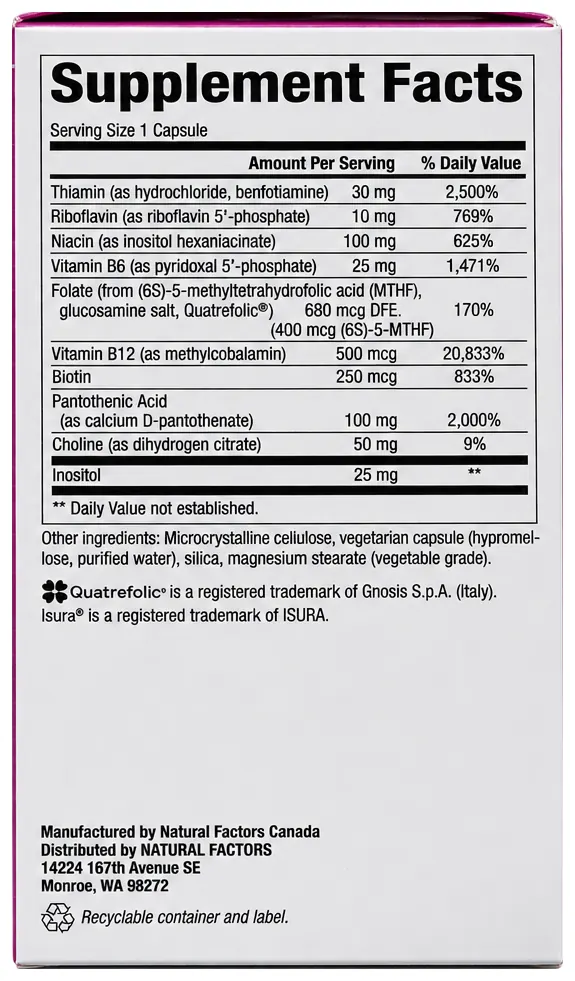 Supplement Facts
Serving Size 1 Capsule
Amount Per Serving % Daily Value
Thiamin (as hydrochloride, benfotiamine) 30 mg 2,500%
Riboflavin (as riboflavin 5'-phosphate) 10 mg 769%
Niacin (as inositol hexaniacinate) 100 mg 625%
Vitamin B6 (as pyridoxal 5'-phosphate) 25 mg 1,471%
Folate (from (6S)-5-methyltetrahydrofolic acid (MTHF),
glucosamine salt, Quatrefolic®) 680 mcg DFE. 170%
(400 mcg (6S)-5-MTHF)
Vitamin B12 (as methylcobalamin) 500 mcg 20,833%
Biotin 250 mcg 833%
Pantothenic Acid
(as calcium D-pantothenate) 100 mg 2,000%
Choline (as dihydrogen citrate) 50 mg 9%
Inositol 25 mg **
** Daily Value not established.
Other ingredients: Microcrystalline cellulose, vegetarian capsule (hypromel-
lose, purified water), silica, magnesium stearate (vegetable grade).
Quatrefolic® is a registered trademark of Gnosis S.p.A. (Italy).
Isura® is a registered trademark of ISURA.
Manufactured by Natural Factors Canada
Distributed by NATURAL FACTORS
14224 167th Avenue SE
Monroe, WA 98272
Recyclable container and label.